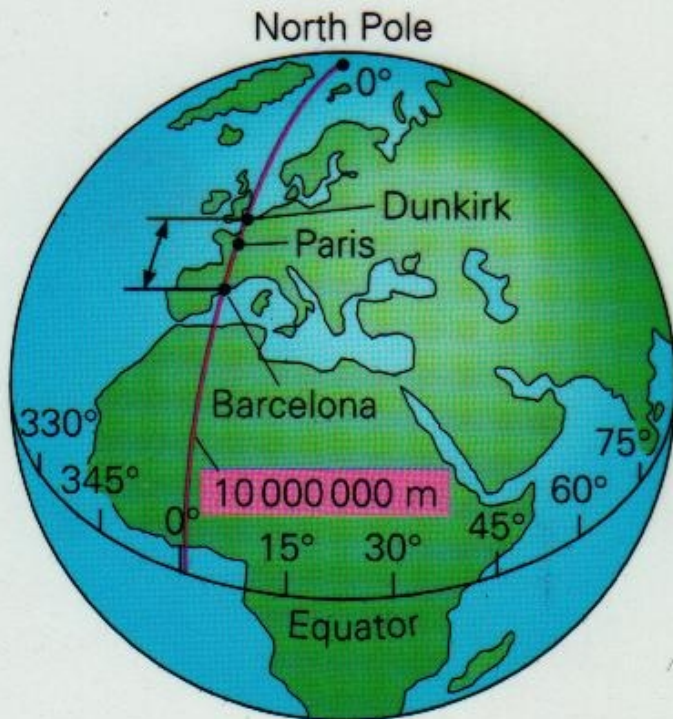 North Pole
0°
Dunkirk
Paris
Barcelona
330°
345°
10 000 000 m
75°
60°
0°
15°
30°
45°
Equator